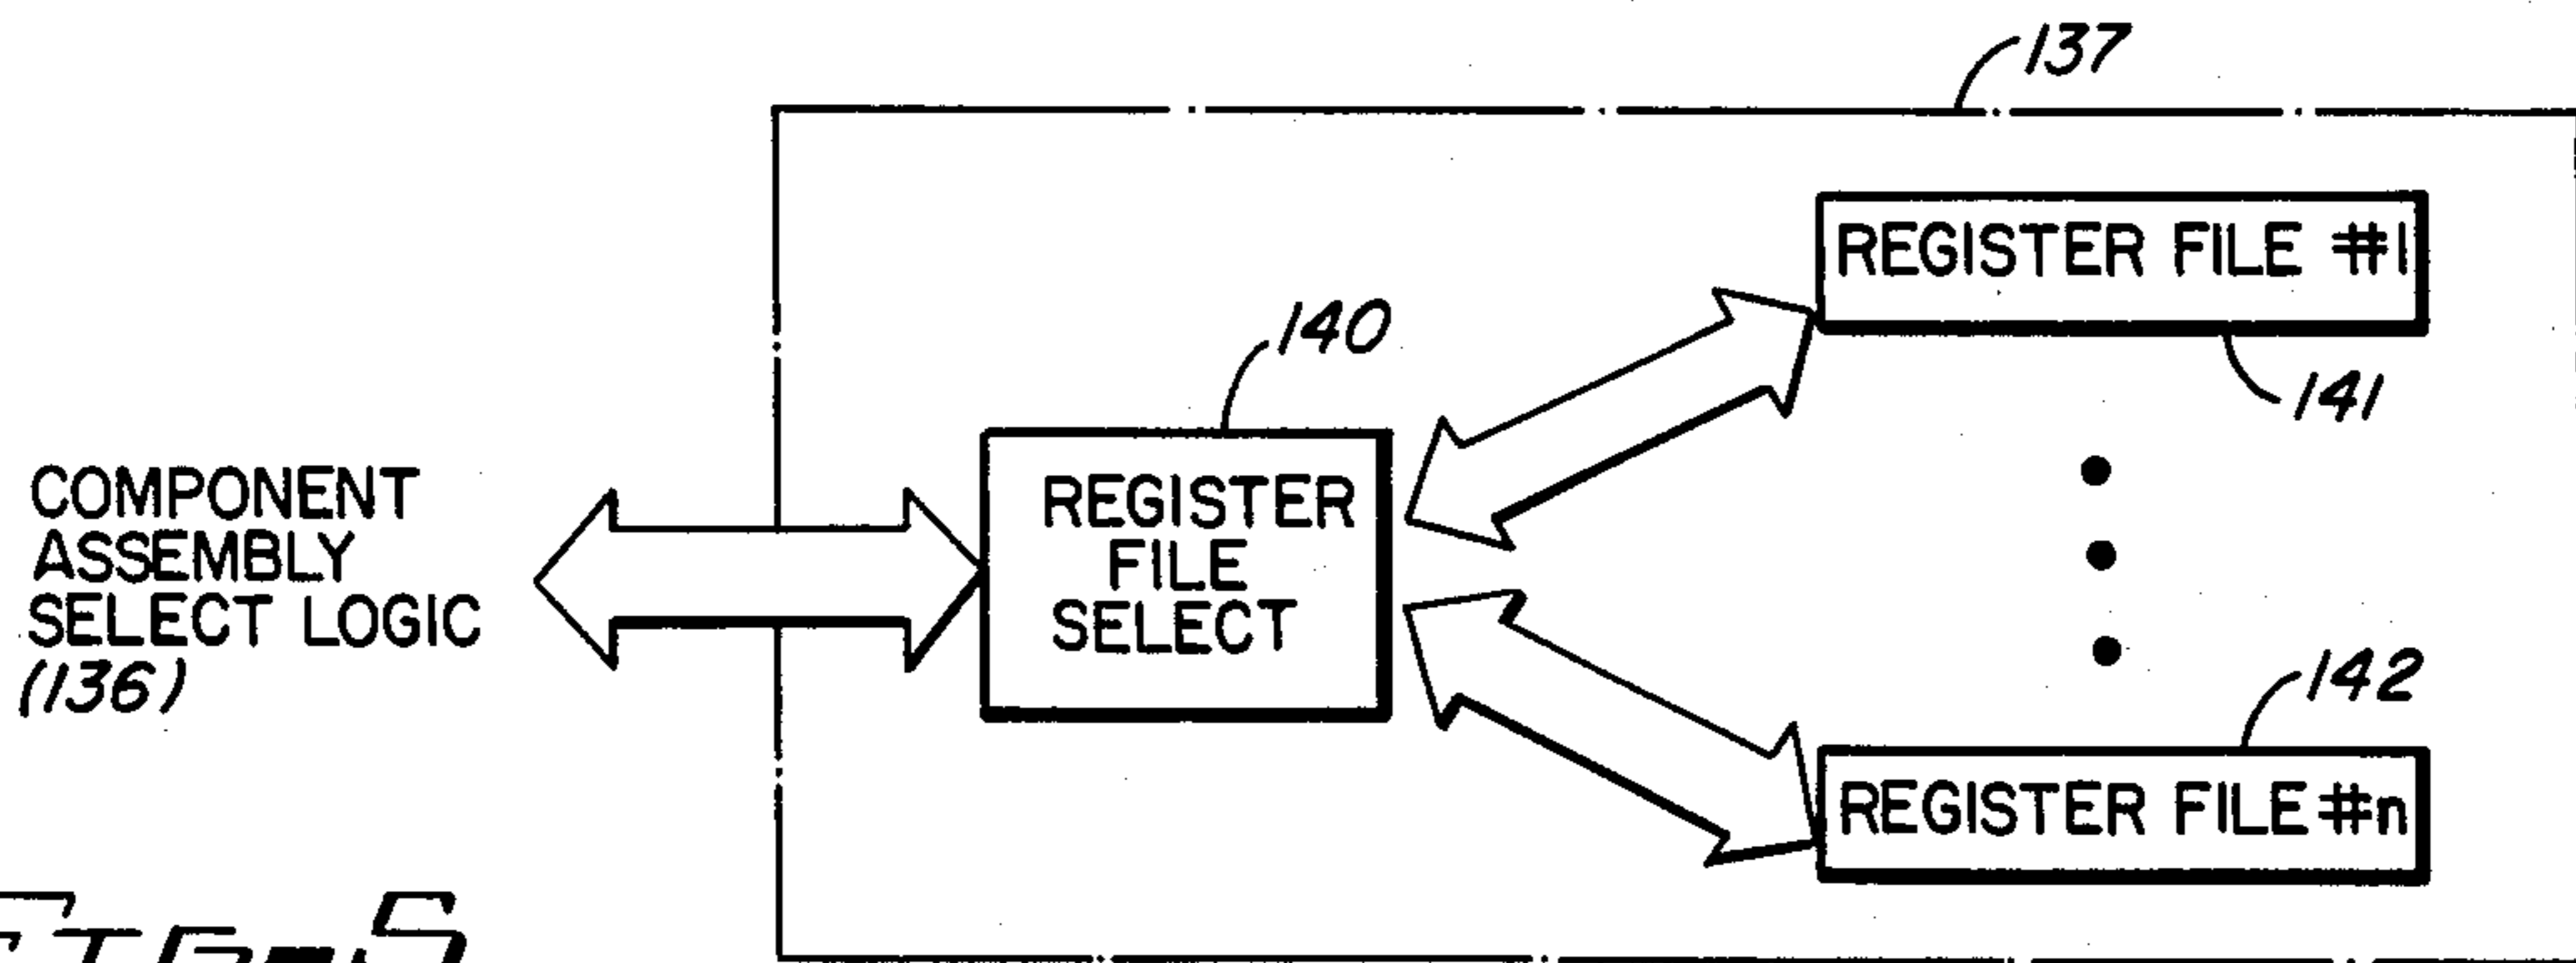 137
REGISTER FILE #1
140
141
COMPONENT
ASSEMBLY
SELECT LOGIC
(136)
REGISTER
FILE
SELECT
142
REGISTER FILE #n